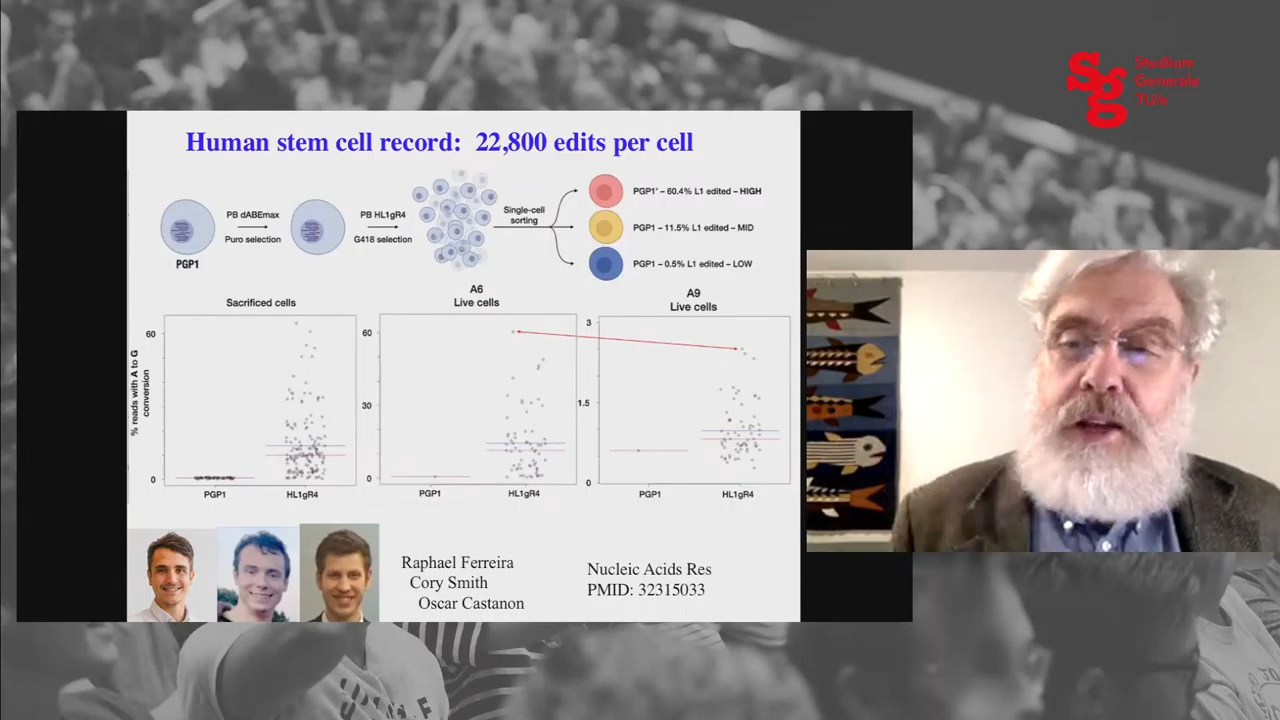 Studium
Generale
TU/e
Sgg
Human stem cell record: 22,800 edits per cell
PB dABEmax
Puro selection
PGP1
PB HL1gR4
G418 selection
Single-cell
sorting
PGP1' – 60.4% L1 edited – HIGH
PGP1 – 11.5% L1 edited – MID
PGP1 – 0.5% L1 edited – LOW
Sacrificed cells
A6
Live cells
A9
Live cells
% reads with A to G
conversion
60
0
PGP1
HL1gR4
60
30
0
PGP1
HL1gR4
3
1.5
0
PGP1
HL1gR4
Raphael Ferreira
Cory Smith
Oscar Castanon
Nucleic Acids Res
PMID: 32315033